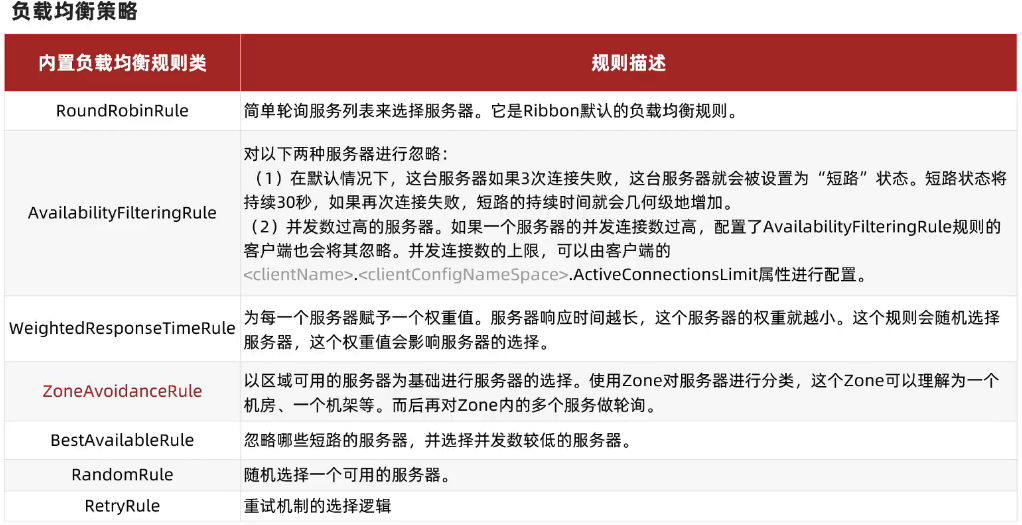 负载均衡策略
内置负载均衡规则类 规则描述
RoundRobinRule 简单轮询服务列表来选择服务器。它是Ribbon默认的负载均衡规则。
AvailabilityFilteringRule
对以下两种服务器进行忽略：
（1）在默认情况下，这台服务器如果3次连接失败，这台服务器就会被设置为“短路”状态。短路状态将
持续30秒，如果再次连接失败，短路的持续时间就会几何级地增加。
（2）并发数过高的服务器。如果一个服务器的并发连接数过高，配置了AvailabilityFilteringRule规则的
客户端也会将其忽略。并发连接数的上限，可以由客户端的
<clientName>.<clientConfigNameSpace>.ActiveConnectionsLimit属性进行配置。
WeightedResponseTimeRule
为每一个服务器赋予一个权重值。服务器响应时间越长，这个服务器的权重就越小。这个规则会随机选择
服务器，这个权重值会影响服务器的选择。
ZoneAvoidanceRule
以区域可用的服务器为基础进行服务器的选择。使用Zone对服务器进行分类，这个Zone可以理解为一个
机房、一个机架等。而后再对Zone内的多个服务做轮询。
BestAvailableRule 忽略哪些短路的服务器，并选择并发数较低的服务器。
RandomRule 随机选择一个可用的服务器。
RetryRule 重试机制的选择逻辑